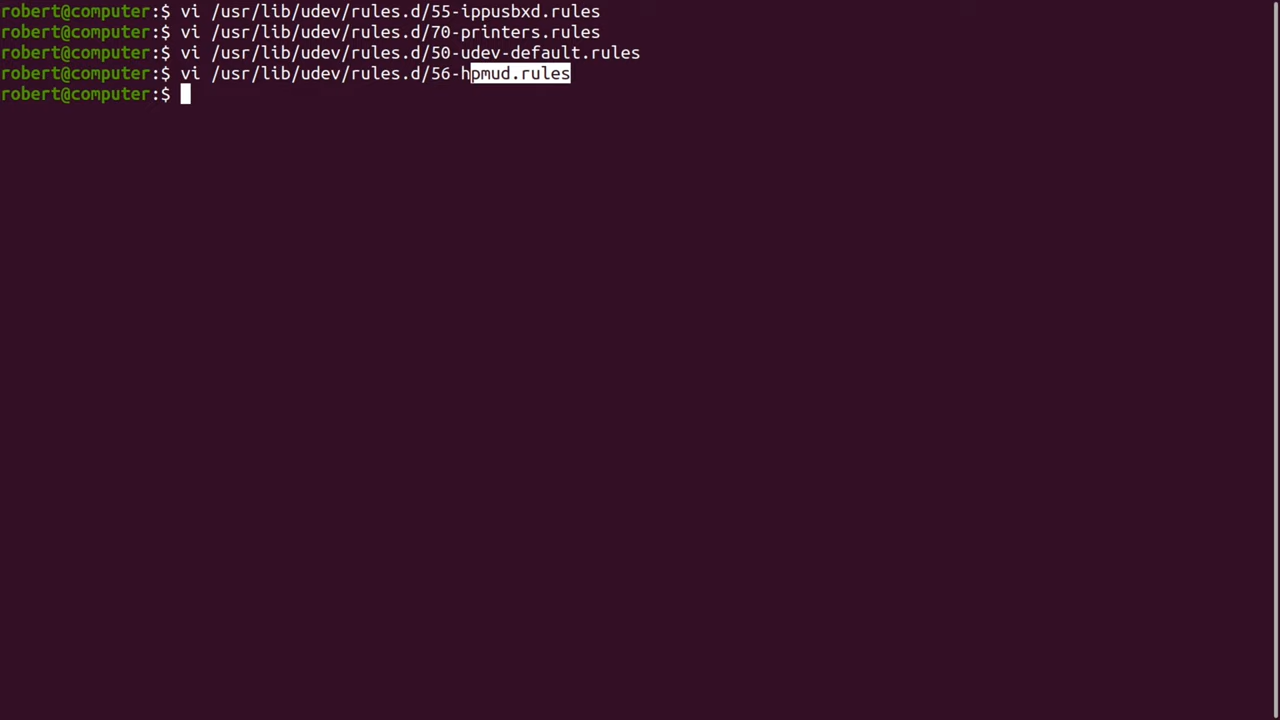 robert@computer:$ vi /usr/lib/udev/rules.d/55-ippusbxd.rules
robert@computer:$ vi /usr/lib/udev/rules.d/70-printers.rules
robert@computer:$ vi /usr/lib/udev/rules.d/50-udev-default.rules
robert@computer:$ vi /usr/lib/udev/rules.d/56-hpmud.rules
robert@computer:$